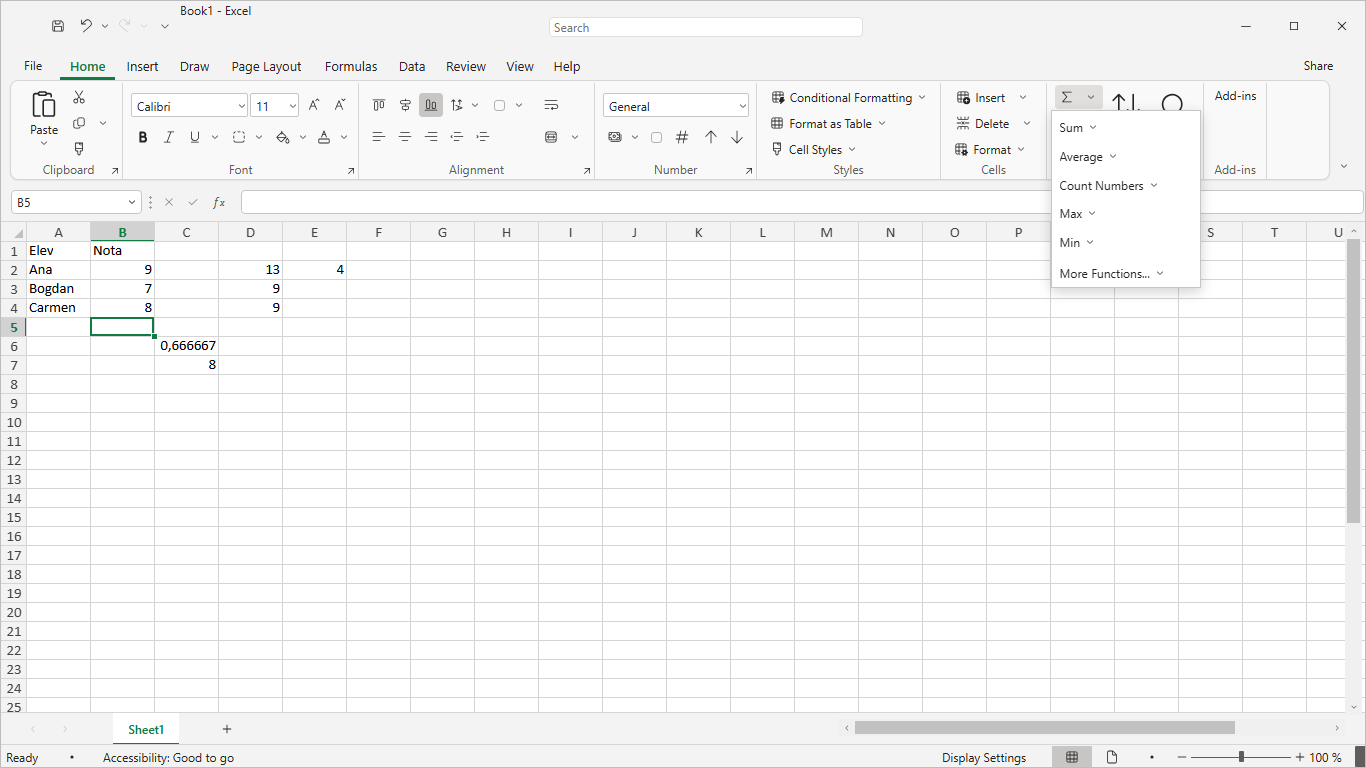 Book1 - Excel
Search
File Home Insert Draw Page Layout Formulas Data Review View Help Share
Paste
Calibri 11
General
Conditional Formatting
Format as Table
Cell Styles
Insert
Delete
Format
Σ
Add-ins
B I U
Clipboard Font Alignment Number Styles Cells Add-ins
Sum
Average
Count Numbers
Max
Min
More Functions...
B5 fx
A B C D E F G H I J K L M N O P S T U
1 Elev Nota
2 Ana 9 13 4
3 Bogdan 7 9
4 Carmen 8 9
5
6 0,666667
7 8
8
9
10
11
12
13
14
15
16
17
18
19
20
21
22
23
24
25
Sheet1
Ready Accessibility: Good to go Display Settings 100 %